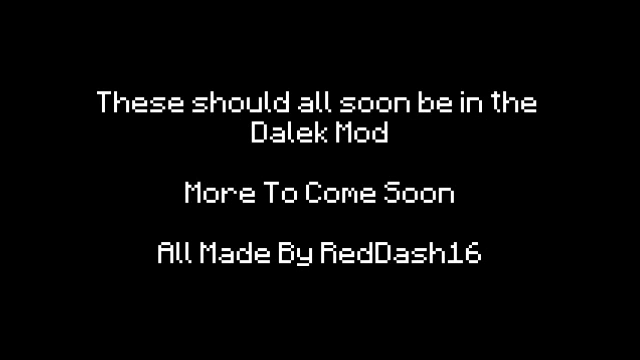 These should all soon be in the
Dalek Mod
More To Come Soon
All Made By RedDash16